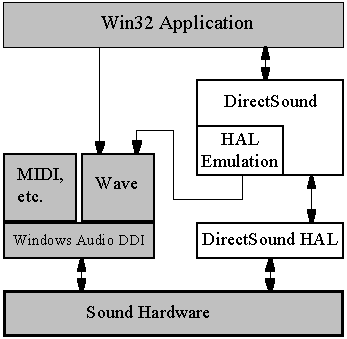 Win32 Application
DirectSound
HAL
Emulation
MIDI,
etc.
Wave
Windows Audio DDI
DirectSound HAL
Sound Hardware